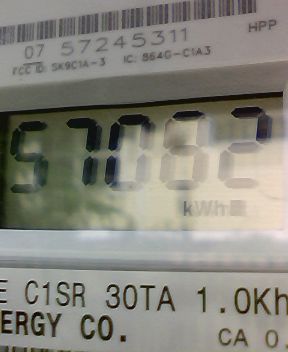 07 57245311
HPP
FCC ID: SK9C1A-3 IC: 864G-C1A3
57082
kWh
E C1SR 30TA 1.0Kh
ERGY CO.
CA 0.